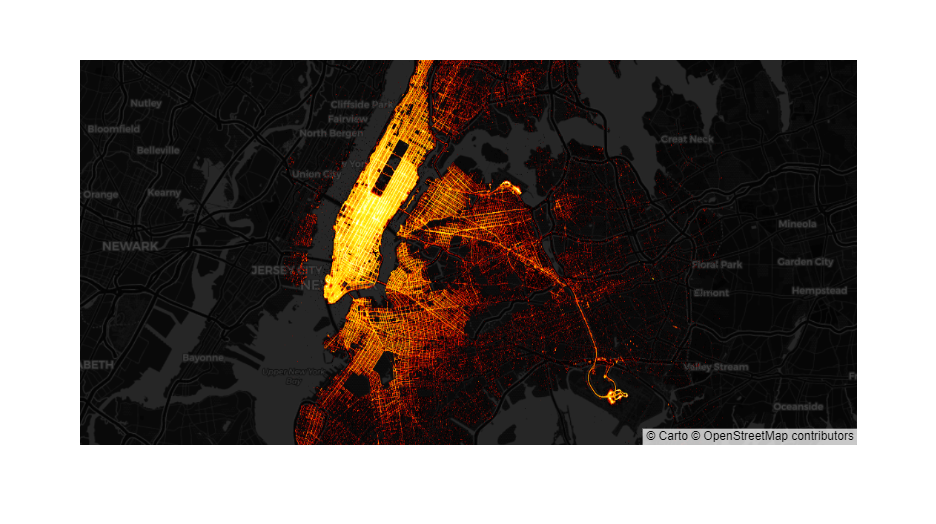 Nutley
Cliffside Park
Fairview
Bloomfield
North Bergen
Great Neck
Belleville
Union City
Orange
Kearny
Mineola
NEWARK
Garden City
Floral Park
JERSEY CITY
Elmont
Hempstead
Bayonne
Valley Stream
Upper New York
Bay
Oceanside
© Carto © OpenStreetMap contributors